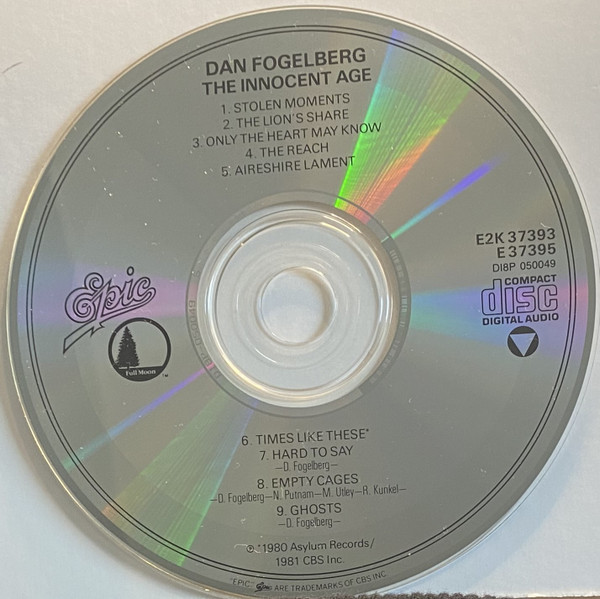 DAN FOGELBERG
THE INNOCENT AGE
1. STOLEN MOMENTS
2. THE LION'S SHARE
3. ONLY THE HEART MAY KNOW
4. THE REACH
5. AIRESHIRE LAMENT
E2K 37393
E 37395
DI8P 050049
COMPACT
disc
DIGITAL AUDIO
Epic
Full Moon
TM
6. TIMES LIKE THESE*
7. HARD TO SAY
—D. Fogelberg—
8. EMPTY CAGES
—D. Fogelberg—N. Putnam—M. Utley—R. Kunkel—
9. GHOSTS
—D. Fogelberg—
℗ *1980 Asylum Records/
1981 CBS Inc.
"EPIC," Epic ARE TRADEMARKS OF CBS INC.